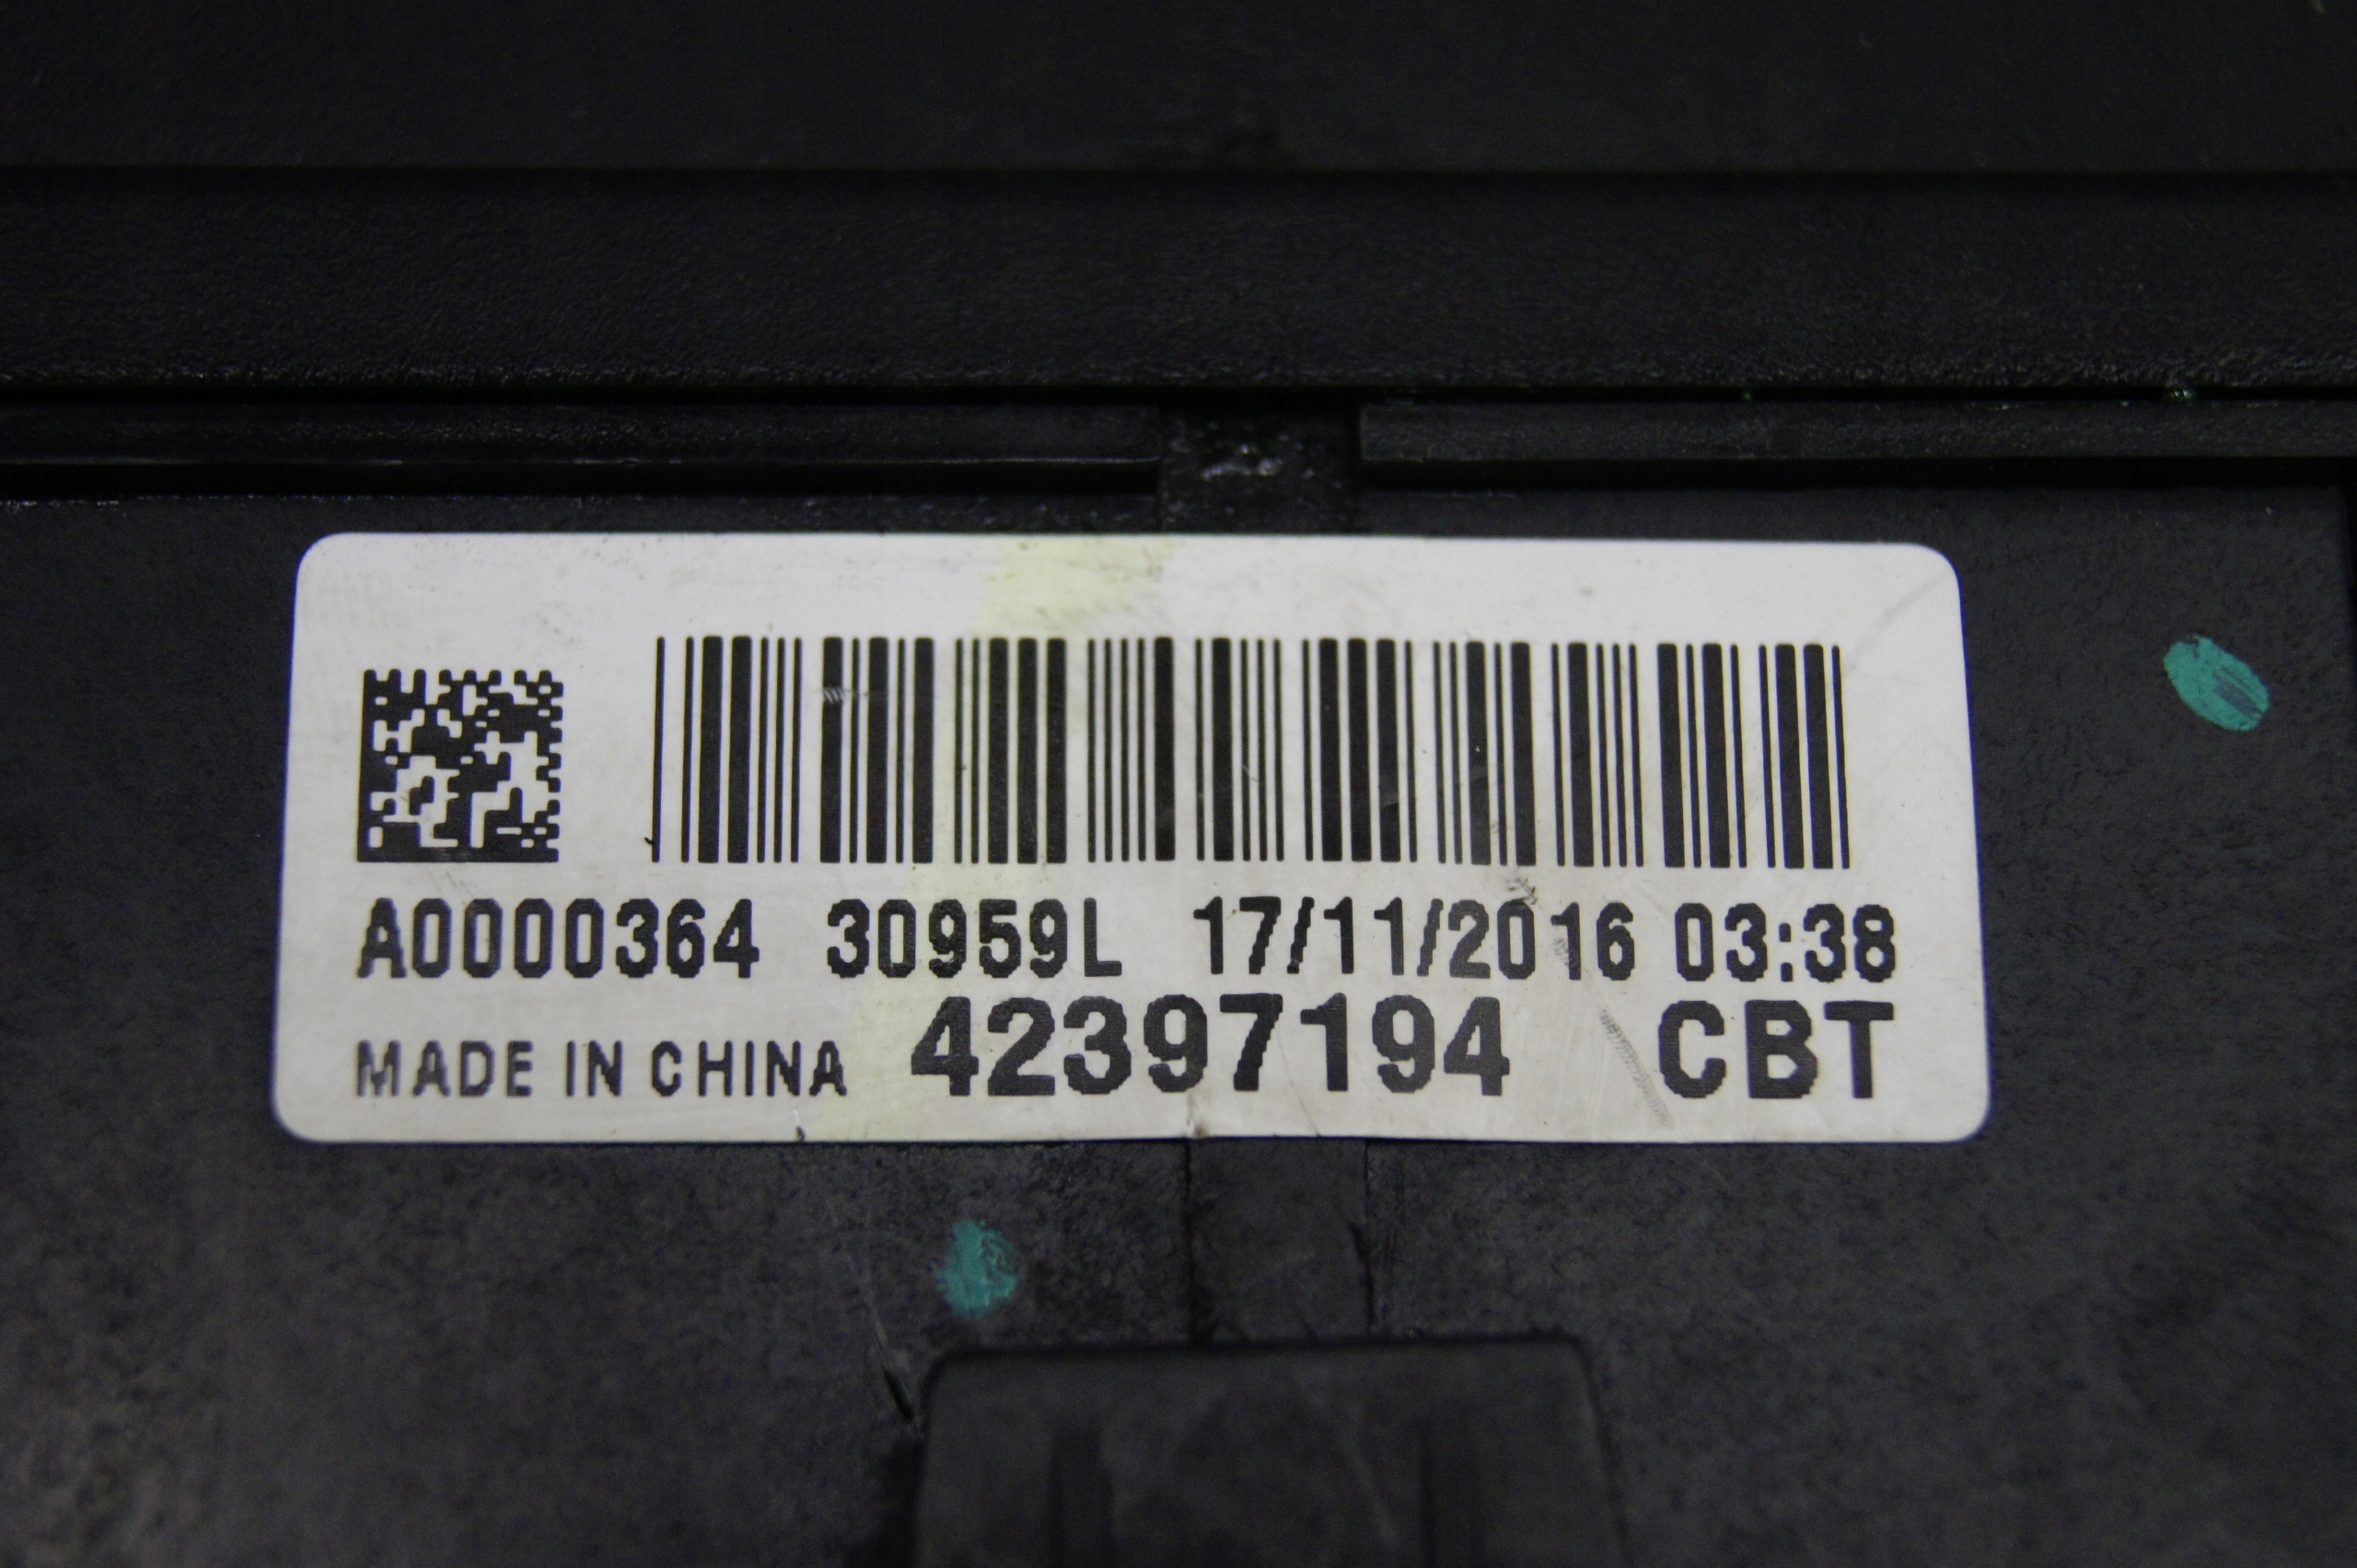 A0000364 30959L 17/11/2016 03:38
MADE IN CHINA 42397194 CBT